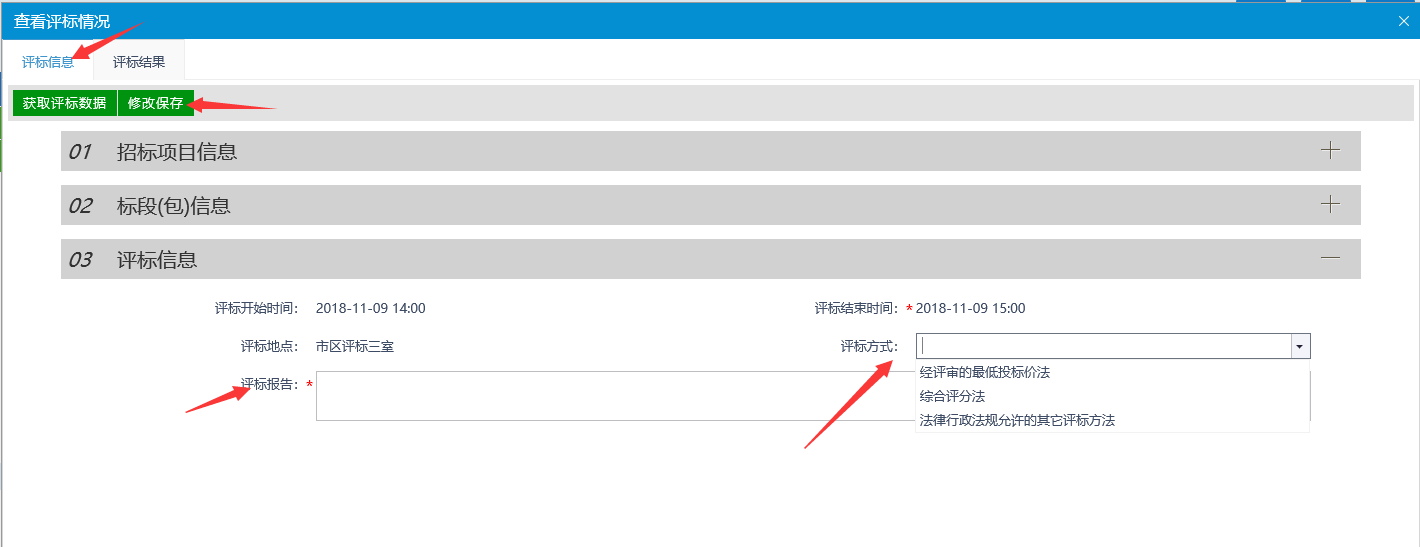 查看评标情况
评标信息 评标结果
获取评标数据 修改保存
01 招标项目信息
02 标段(包)信息
03 评标信息
评标开始时间： 2018-11-09 14:00 评标结束时间： * 2018-11-09 15:00
评标地点： 市区评标三室 评标方式：
评标报告： *
经评审的最低投标价法
综合评分法
法律行政法规允许的其它评标方法